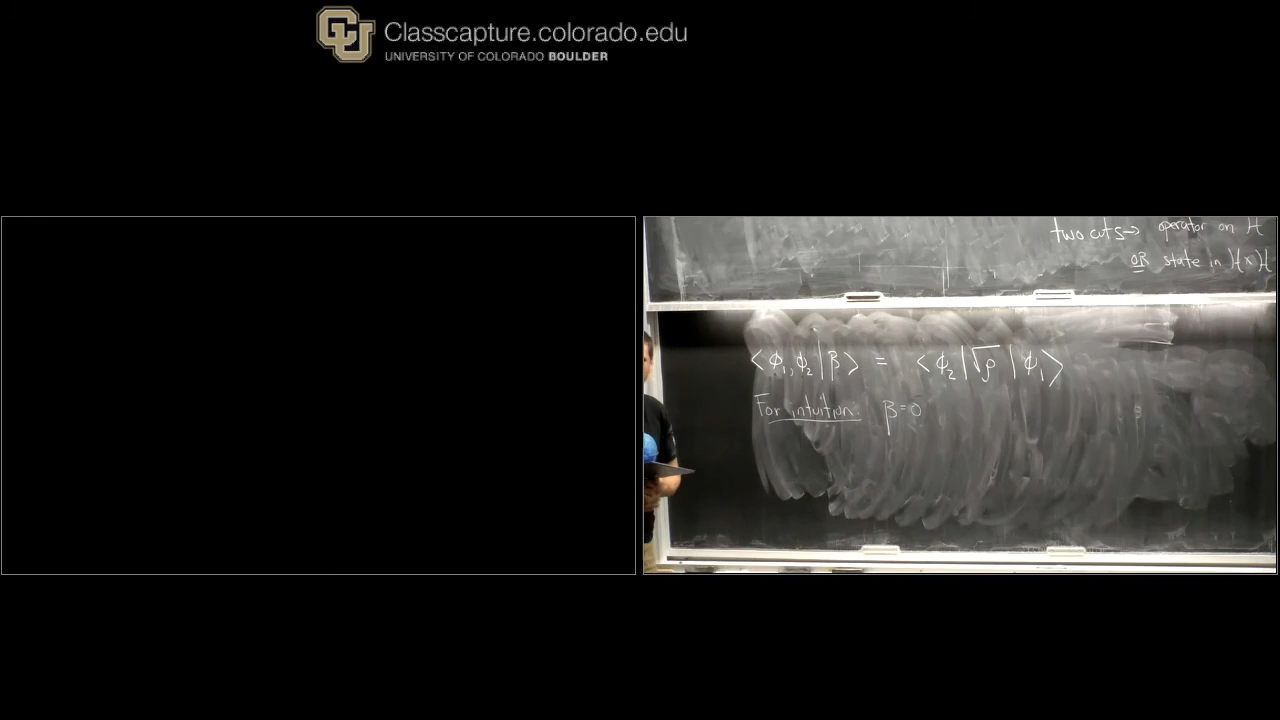 Classcapture.colorado.edu
UNIVERSITY OF COLORADO BOULDER
two cuts → operator on H
OR state in H⊗H
⟨ϕ₁,ϕ₂|β⟩ = ⟨ϕ₂|√ρ|ϕ₁⟩
For intuition. β=0